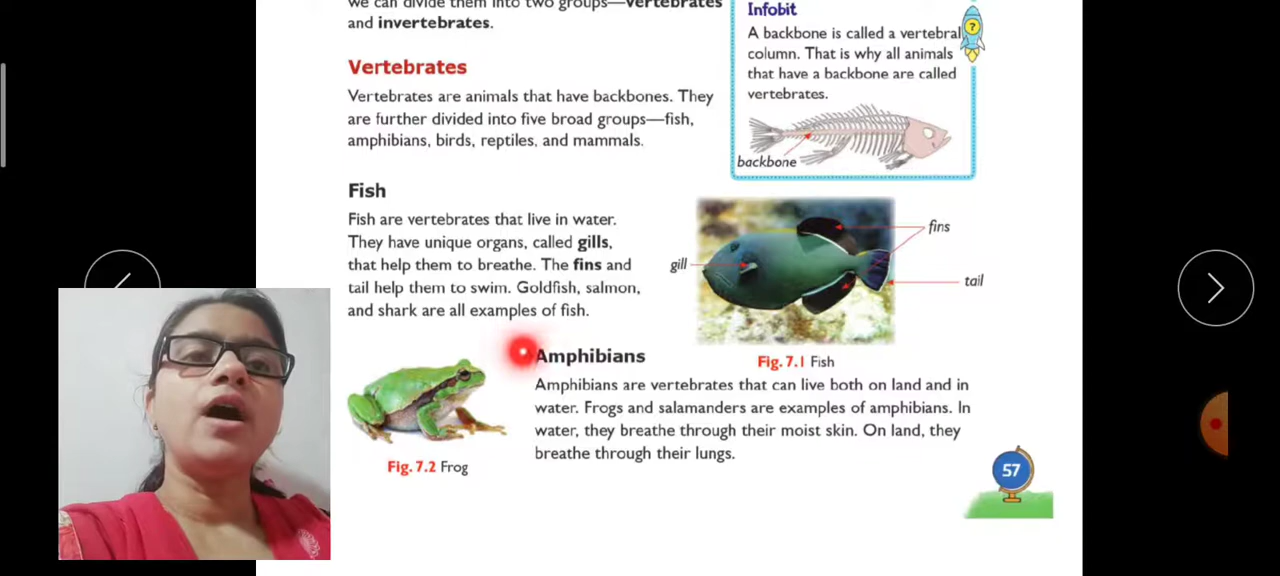 we can divide them into two groups—vertebrates
and invertebrates.
Vertebrates
Vertebrates are animals that have backbones. They
are further divided into five broad groups—fish,
amphibians, birds, reptiles, and mammals.
Infobit
A backbone is called a vertebral
column. That is why all animals
that have a backbone are called
vertebrates.
backbone
?
Fish
Fish are vertebrates that live in water.
They have unique organs, called gills,
that help them to breathe. The fins and
tail help them to swim. Goldfish, salmon,
and shark are all examples of fish.
gill
fins
tail
Fig. 7.1 Fish
Amphibians
Amphibians are vertebrates that can live both on land and in
water. Frogs and salamanders are examples of amphibians. In
water, they breathe through their moist skin. On land, they
breathe through their lungs.
Fig. 7.2 Frog
57